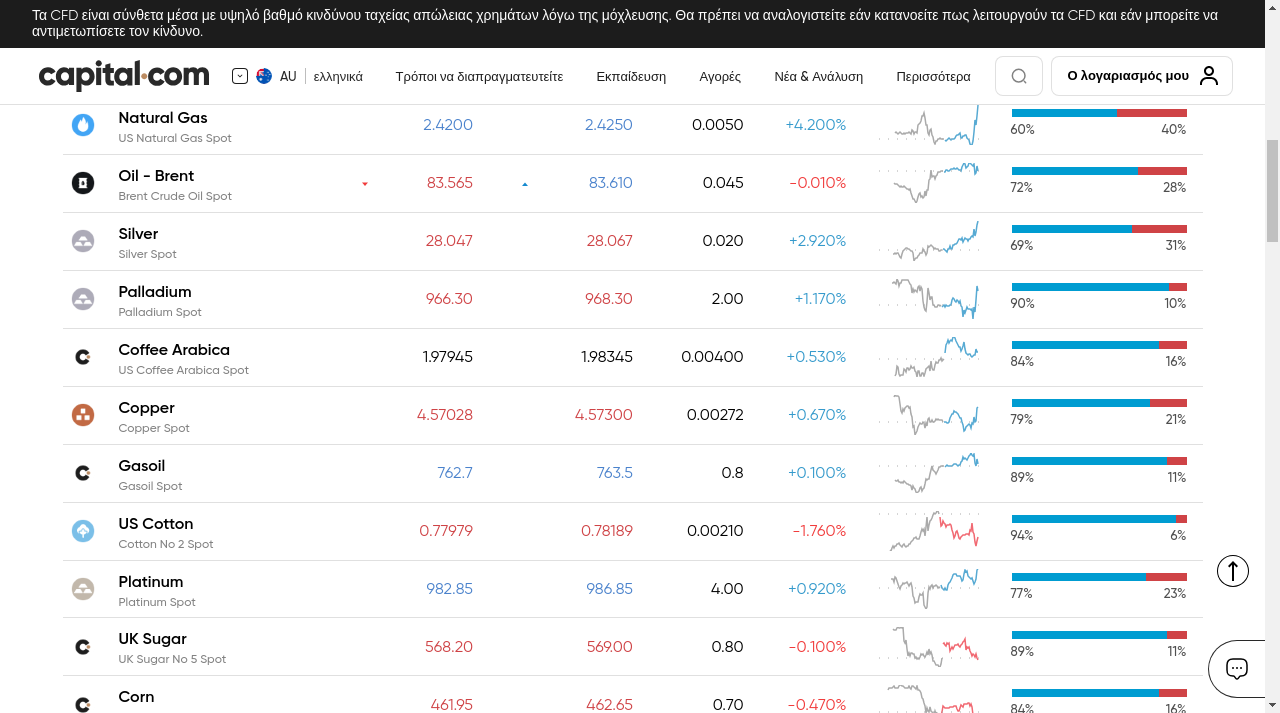 Τα CFD είναι σύνθετα μέσα με υψηλό βαθμό κινδύνου ταχείας απώλειας χρημάτων λόγω της μόχλευσης. Θα πρέπει να αναλογιστείτε εάν κατανοείτε πως λειτουργούν τα CFD και εάν μπορείτε να
αντιμετωπίσετε τον κίνδυνο.
capital.com AU ελληνικά Τρόποι να διαπραγματευτείτε Εκπαίδευση Αγορές Νέα & Ανάλυση Περισσότερα Ο λογαριασμός μου
Natural Gas 2.4200 2.4250 0.0050 +4.200%
US Natural Gas Spot 60% 40%
Oil - Brent 83.565 83.610 0.045 -0.010%
Brent Crude Oil Spot 72% 28%
Silver 28.047 28.067 0.020 +2.920%
Silver Spot 69% 31%
Palladium 966.30 968.30 2.00 +1.170%
Palladium Spot 90% 10%
Coffee Arabica 1.97945 1.98345 0.00400 +0.530%
US Coffee Arabica Spot 84% 16%
Copper 4.57028 4.57300 0.00272 +0.670%
Copper Spot 79% 21%
Gasoil 762.7 763.5 0.8 +0.100%
Gasoil Spot 89% 11%
US Cotton 0.77979 0.78189 0.00210 -1.760%
Cotton No 2 Spot 94% 6%
Platinum 982.85 986.85 4.00 +0.920%
Platinum Spot 77% 23%
UK Sugar 568.20 569.00 0.80 -0.100%
UK Sugar No 5 Spot 89% 11%
Corn 461.95 462.65 0.70 -0.470%
84% 16%